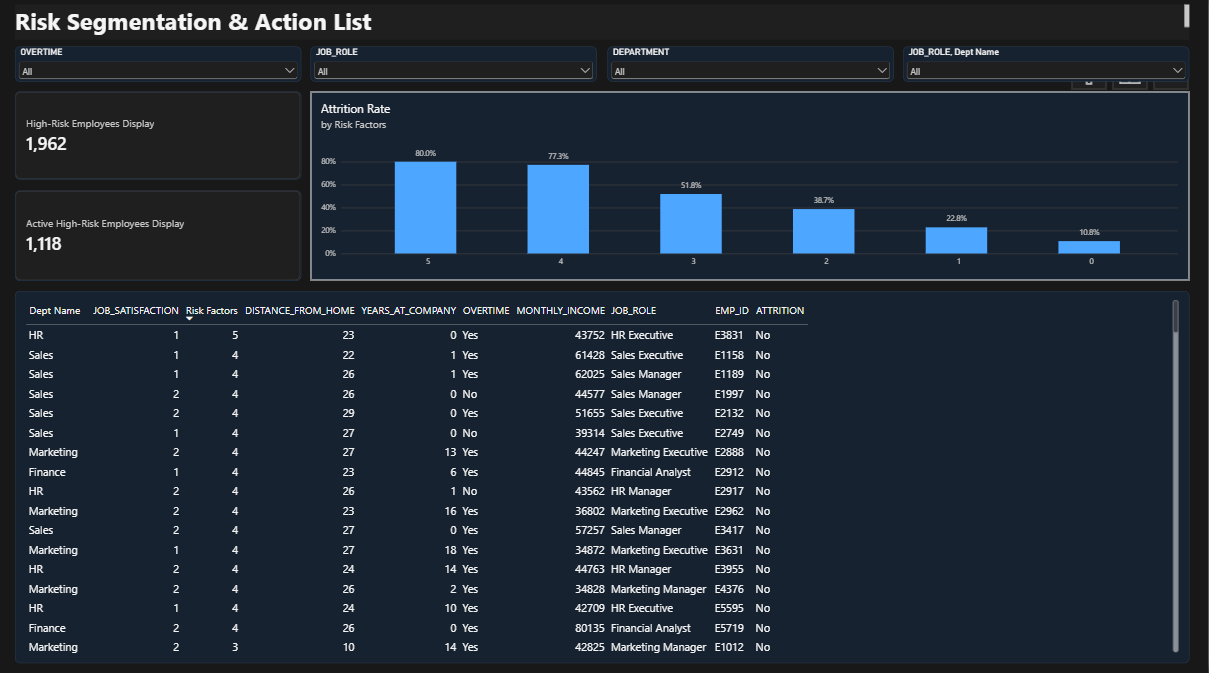 Risk Segmentation & Action List
OVERTIME JOB_ROLE DEPARTMENT JOB_ROLE, Dept Name
All All All All
High-Risk Employees Display
1,962
Active High-Risk Employees Display
1,118
Attrition Rate
by Risk Factors
80%
60%
40%
20%
0%
80.0% 77.3% 51.8% 38.7% 22.8% 10.8%
5 4 3 2 1 0
Dept Name JOB_SATISFACTION Risk Factors DISTANCE_FROM_HOME YEARS_AT_COMPANY OVERTIME MONTHLY_INCOME JOB_ROLE EMP_ID ATTRITION
HR 1 5 23 0 Yes 43752 HR Executive E3831 No
Sales 1 4 22 1 Yes 61428 Sales Executive E1158 No
Sales 1 4 26 1 Yes 62025 Sales Manager E1189 No
Sales 2 4 26 0 No 44577 Sales Manager E1997 No
Sales 2 4 29 0 Yes 51655 Sales Executive E2132 No
Sales 1 4 27 0 No 39314 Sales Executive E2749 No
Marketing 2 4 27 13 Yes 44247 Marketing Executive E2888 No
Finance 1 4 23 6 Yes 44845 Financial Analyst E2912 No
HR 2 4 26 1 No 43562 HR Manager E2917 No
Marketing 2 4 23 16 Yes 36802 Marketing Executive E2962 No
Sales 2 4 27 0 Yes 57257 Sales Manager E3417 No
Marketing 1 4 27 18 Yes 34872 Marketing Executive E3631 No
HR 2 4 24 14 Yes 44763 HR Manager E3955 No
Marketing 2 4 26 2 Yes 34828 Marketing Manager E4376 No
HR 1 4 24 10 Yes 42709 HR Executive E5595 No
Finance 2 4 26 0 Yes 80135 Financial Analyst E5719 No
Marketing 2 3 10 14 Yes 42825 Marketing Manager E1012 No